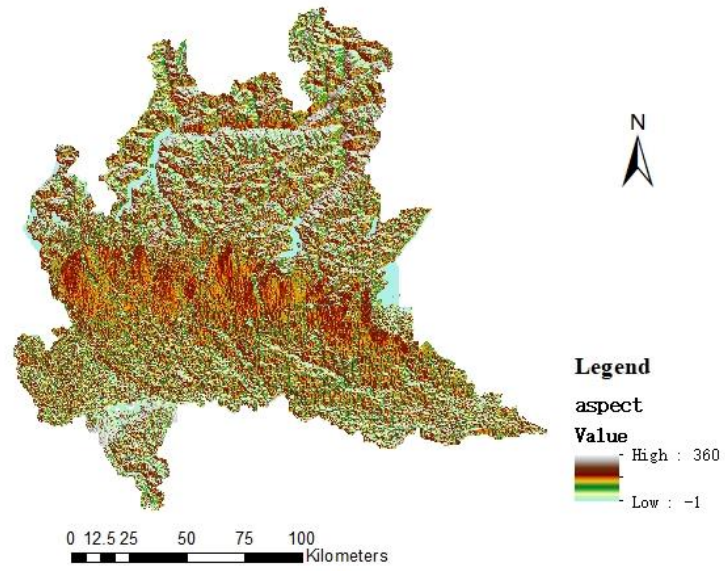 N
Legend
aspect
Value
High : 360
Low : -1
0 12.5 25 50 75 100
Kilometers